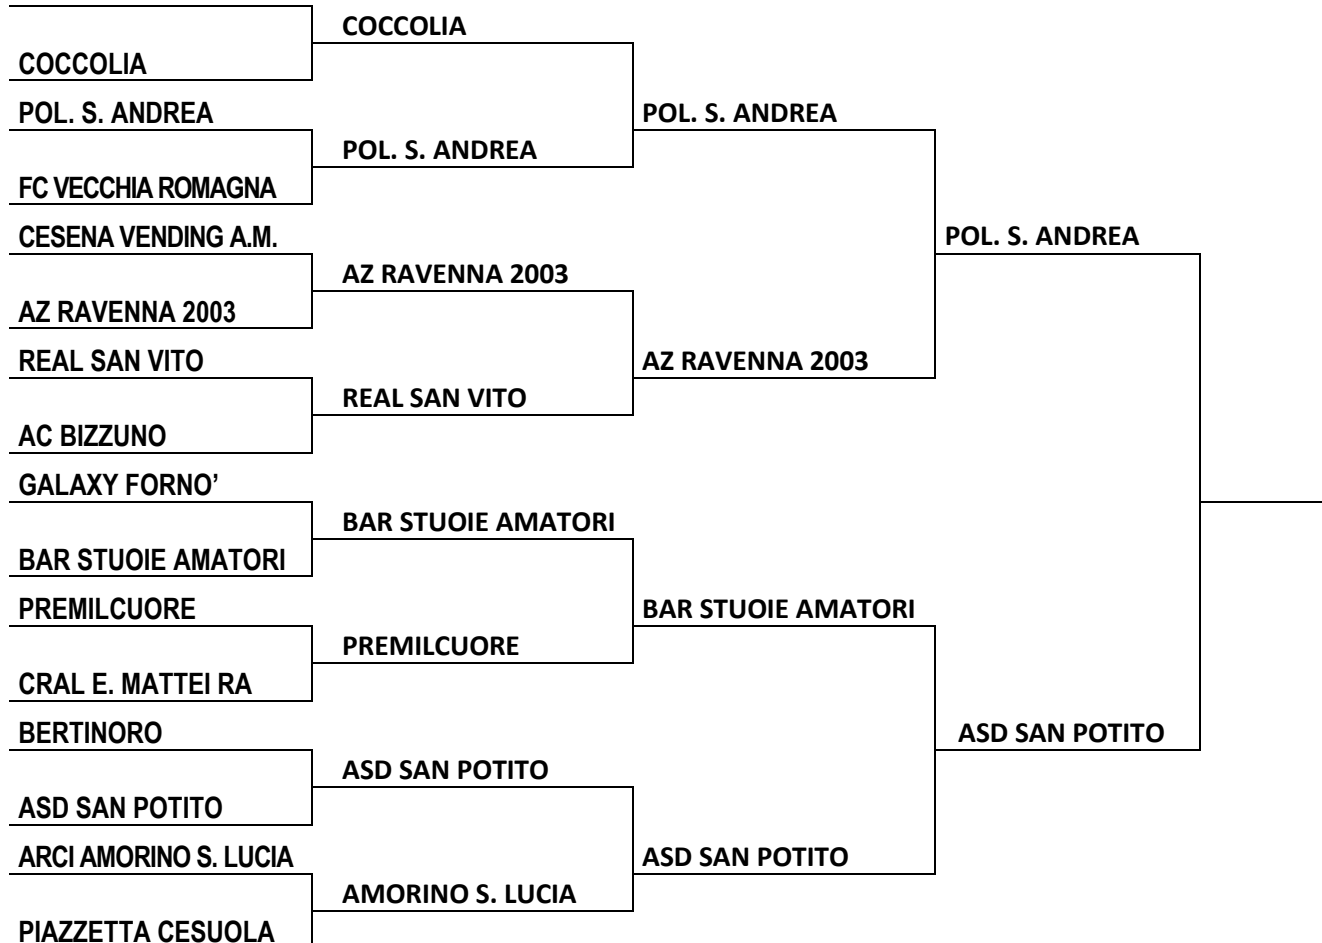 COCCOLIA
COCCOLIA
POL. S. ANDREA
POL. S. ANDREA
POL. S. ANDREA
FC VECCHIA ROMAGNA
CESENA VENDING A.M.
POL. S. ANDREA
AZ RAVENNA 2003
AZ RAVENNA 2003
REAL SAN VITO
AZ RAVENNA 2003
REAL SAN VITO
AC BIZZUNO
GALAXY FORNO’
BAR STUOIE AMATORI
BAR STUOIE AMATORI
PREMILCUORE
BAR STUOIE AMATORI
PREMILCUORE
CRAL E. MATTEI RA
BERTINORO
ASD SAN POTITO
ASD SAN POTITO
ASD SAN POTITO
ARCI AMORINO S. LUCIA
ASD SAN POTITO
AMORINO S. LUCIA
PIAZZETTA CESUOLA